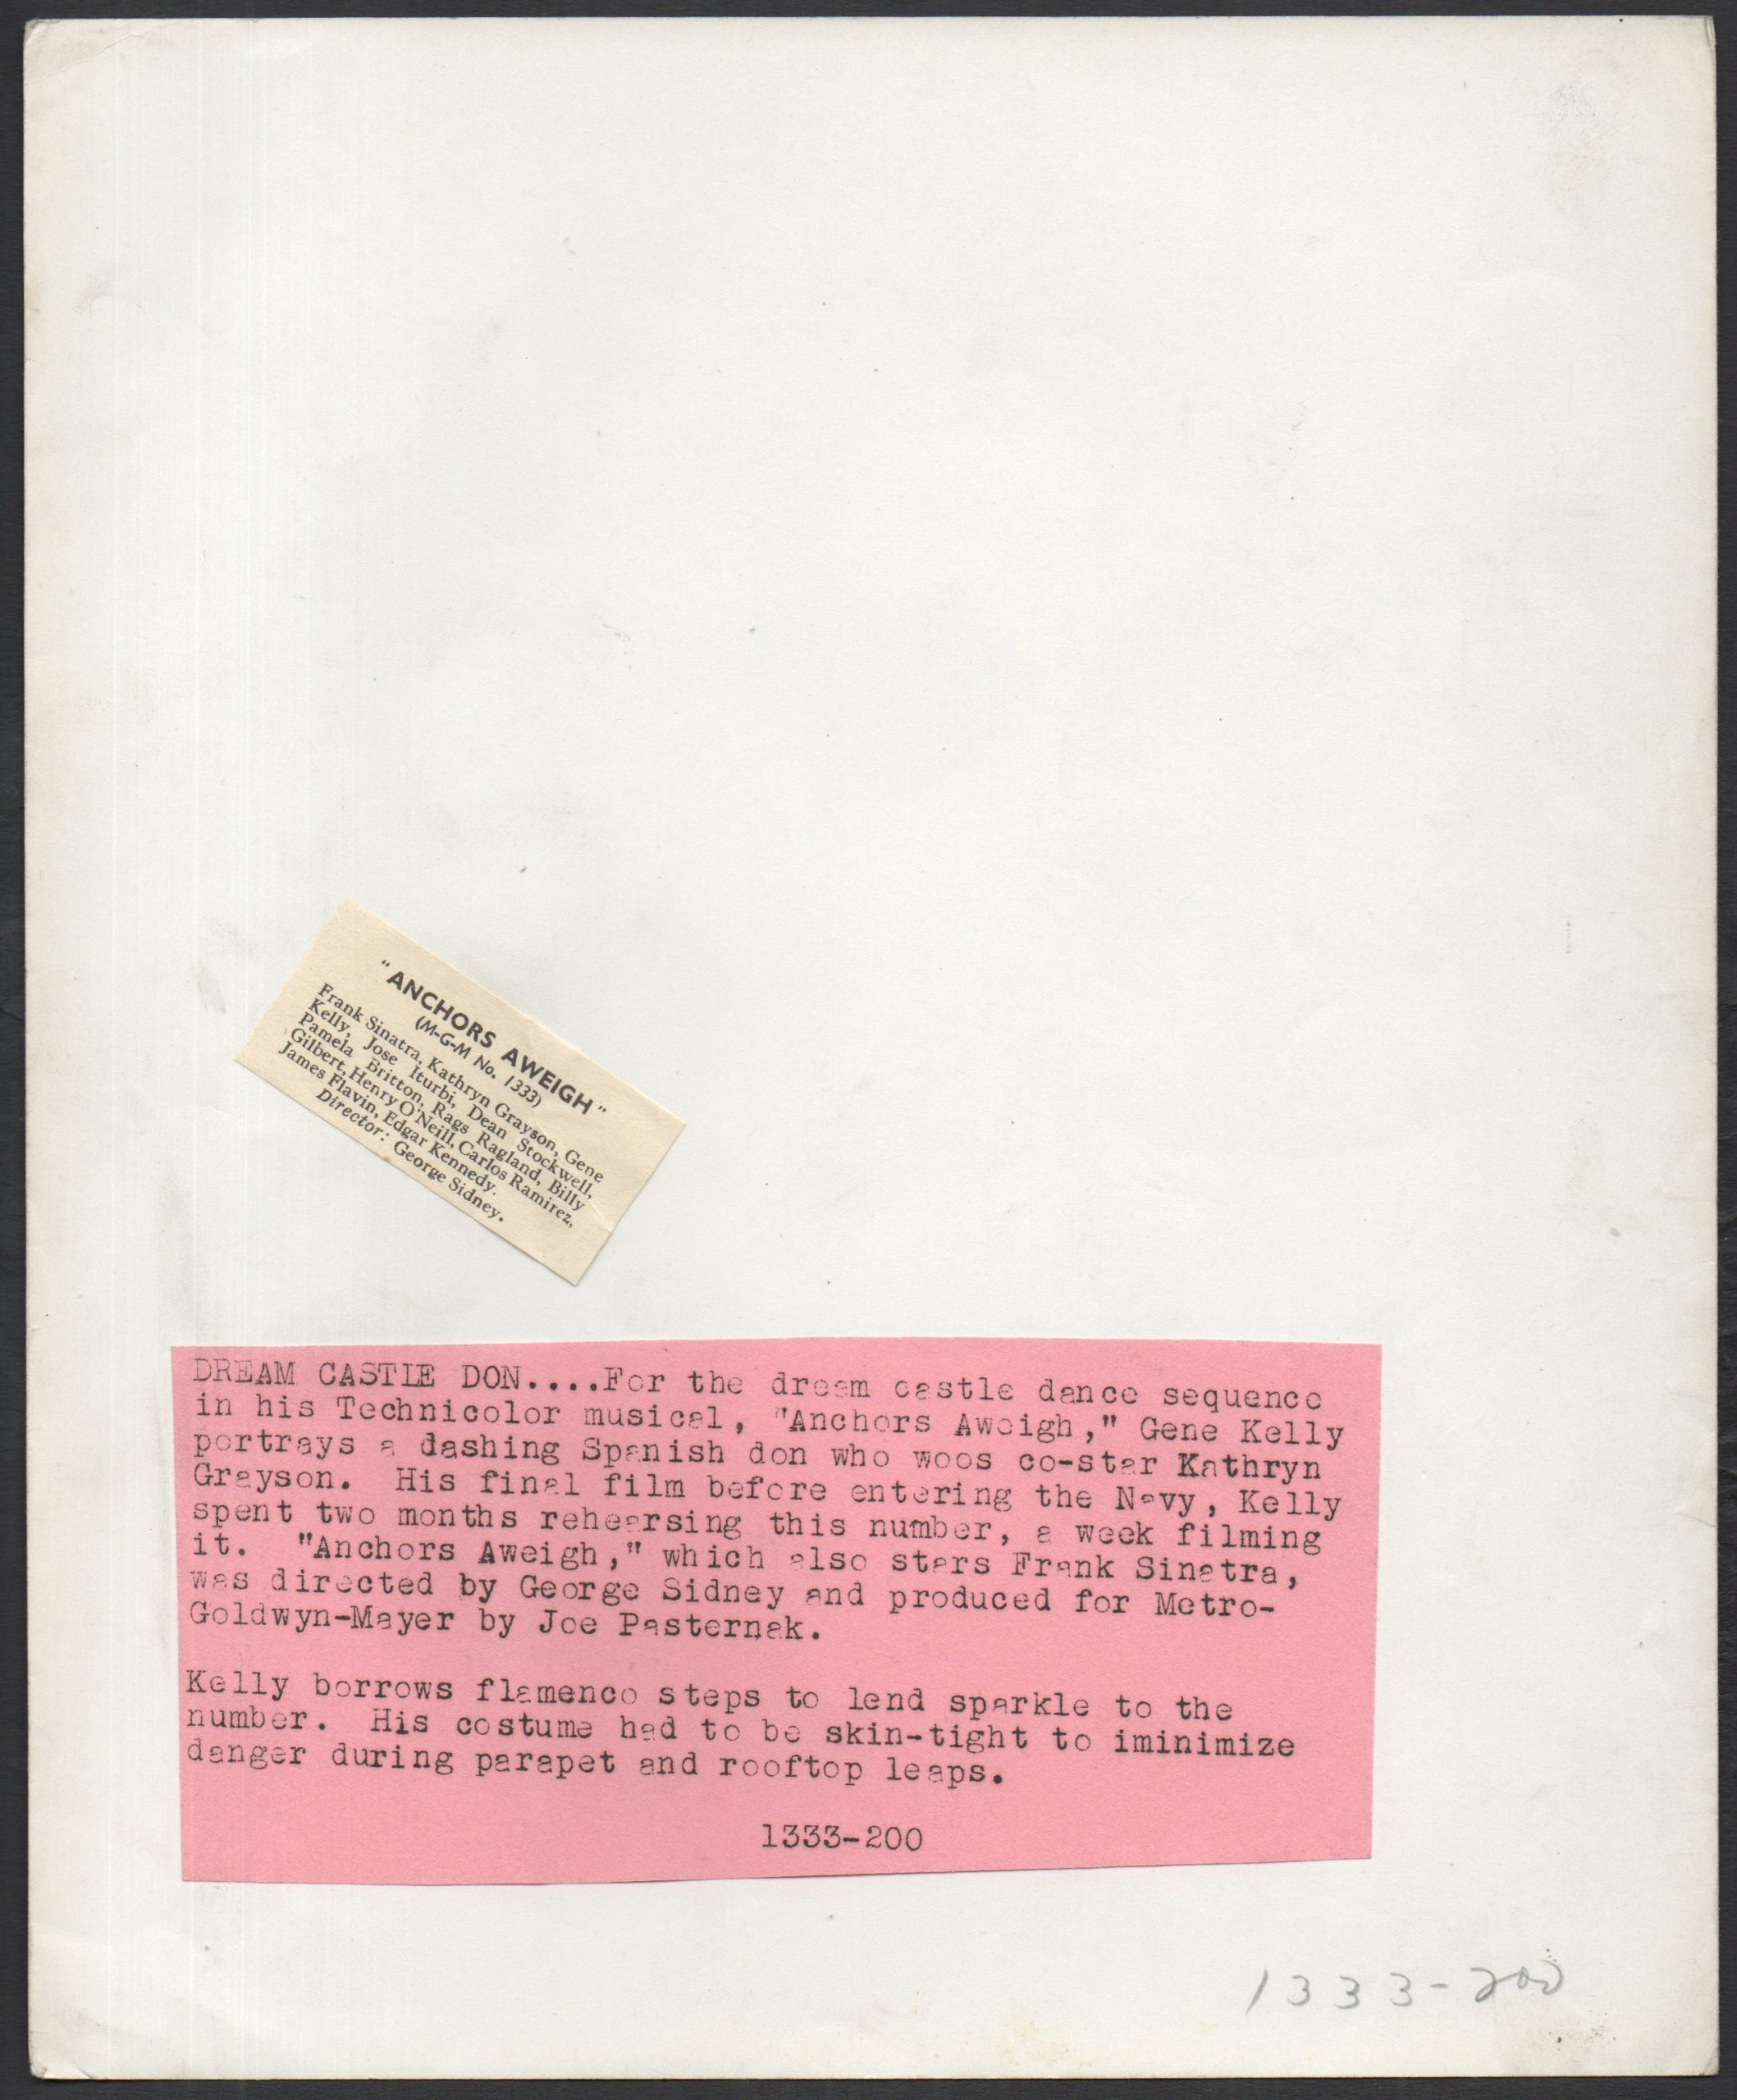 "ANCHORS AWEIGH"
(M-G-M No. 1333)
Frank Sinatra, Kathryn Grayson, Gene
Kelly, Jose Iturbi, Dean Stockwell,
Pamela Britton, Rags Ragland, Billy
Gilbert, Henry O'Neill, Carlos Ramirez,
James Flavin, Edgar Kennedy.
Director: George Sidney.
DREAM CASTLE DON....For the dream castle dance sequence
in his Technicolor musical, "Anchors Aweigh," Gene Kelly
portrays a dashing Spanish don who woos co-star Kathryn
Grayson. His final film before entering the Navy, Kelly
spent two months rehearsing this number, a week filming
it. "Anchors Aweigh," which also stars Frank Sinatra,
was directed by George Sidney and produced for Metro-
Goldwyn-Mayer by Joe Pasternak.
Kelly borrows flamenco steps to lend sparkle to the
number. His costume had to be skin-tight to iminimize
danger during parapet and rooftop leaps.
1333-200
1333-200